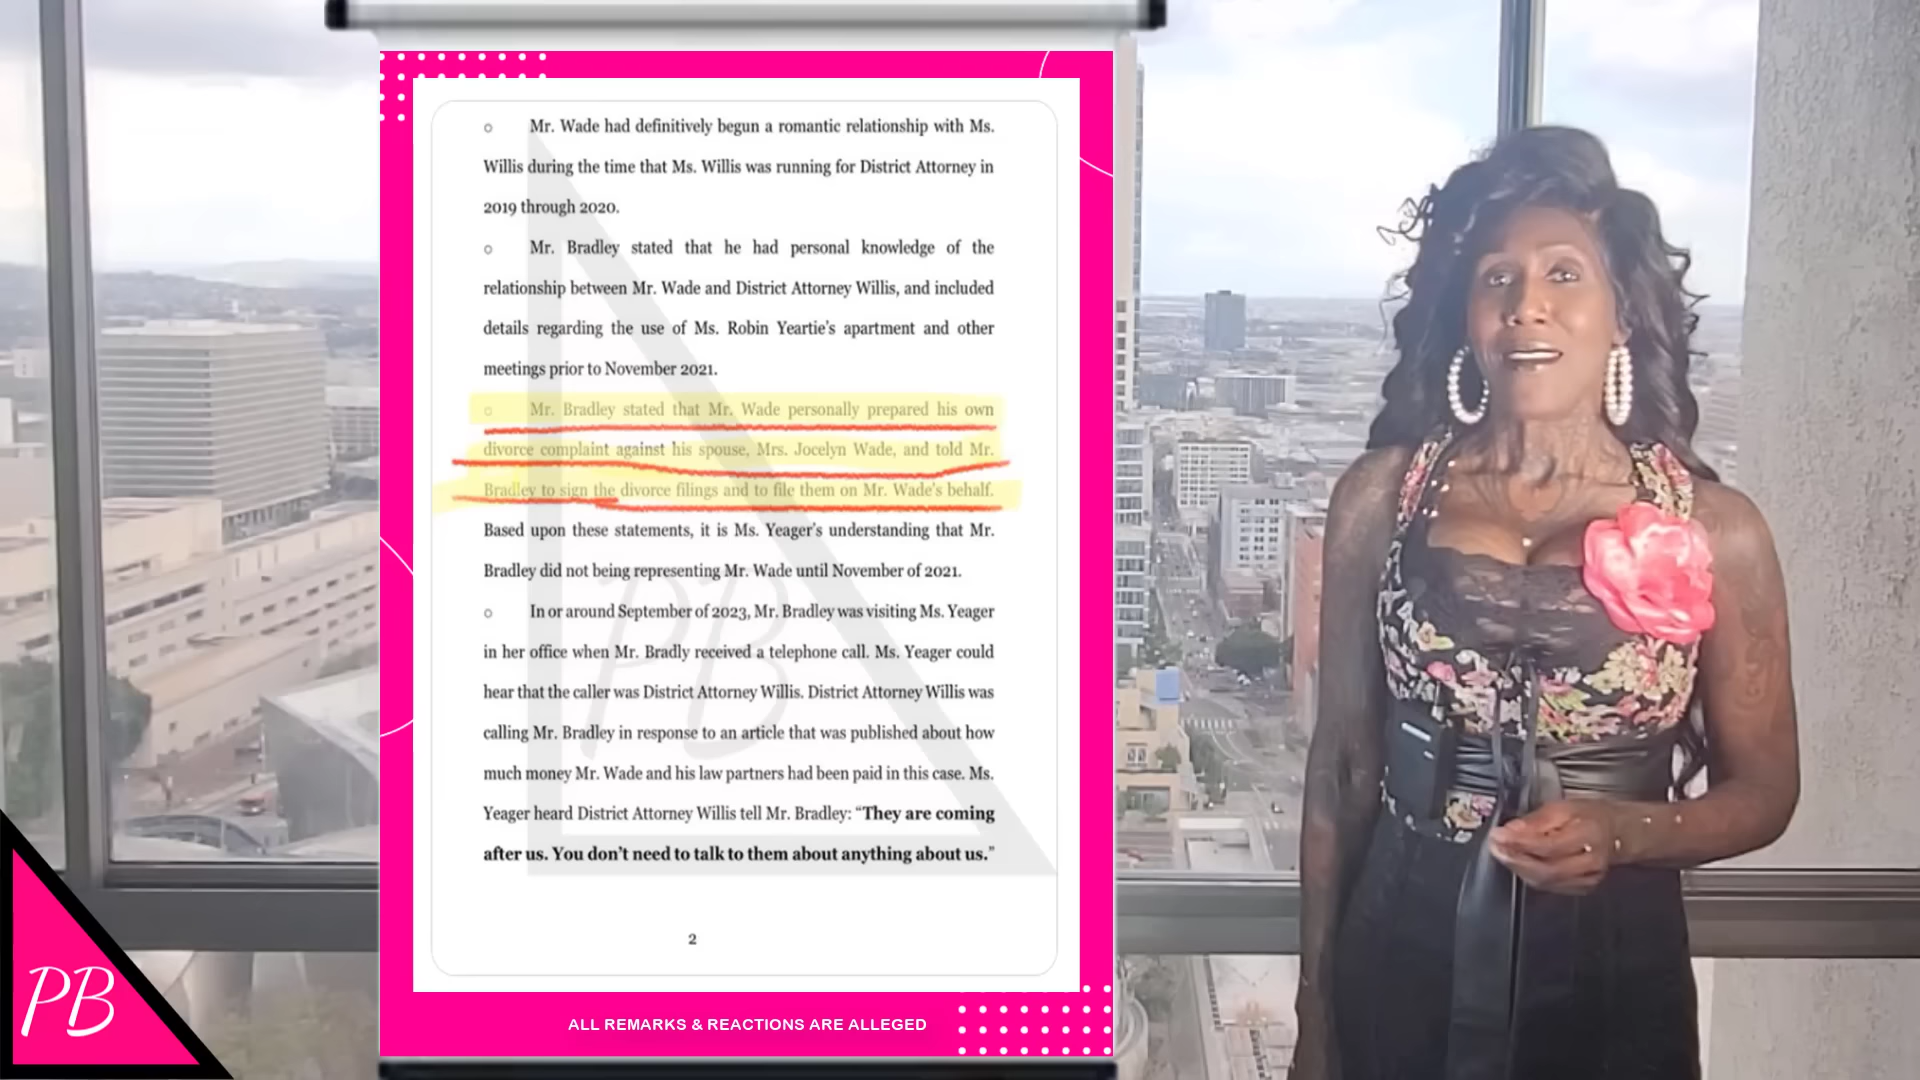 o Mr. Wade had definitively begun a romantic relationship with Ms.
Willis during the time that Ms. Willis was running for District Attorney in
2019 through 2020.
o Mr. Bradley stated that he had personal knowledge of the
relationship between Mr. Wade and District Attorney Willis, and included
details regarding the use of Ms. Robin Yeartie's apartment and other
meetings prior to November 2021.
o Mr. Bradley stated that Mr. Wade personally prepared his own
divorce complaint against his spouse, Mrs. Jocelyn Wade, and told Mr.
Bradley to sign the divorce filings and to file them on Mr. Wade's behalf.
Based upon these statements, it is Ms. Yeager's understanding that Mr.
Bradley did not being representing Mr. Wade until November of 2021.
o In or around September of 2023, Mr. Bradley was visiting Ms. Yeager
in her office when Mr. Bradly received a telephone call. Ms. Yeager could
hear that the caller was District Attorney Willis. District Attorney Willis was
calling Mr. Bradley in response to an article that was published about how
much money Mr. Wade and his law partners had been paid in this case. Ms.
Yeager heard District Attorney Willis tell Mr. Bradley: "They are coming
after us. You don't need to talk to them about anything about us."
2
PB
ALL REMARKS & REACTIONS ARE ALLEGED
PB